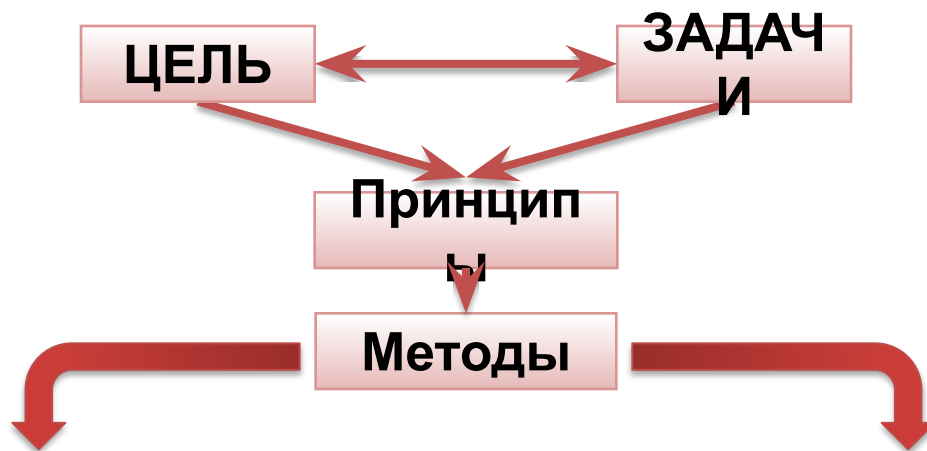 ЦЕЛЬ
ЗАДАЧ
И
Принцип
ы
Методы